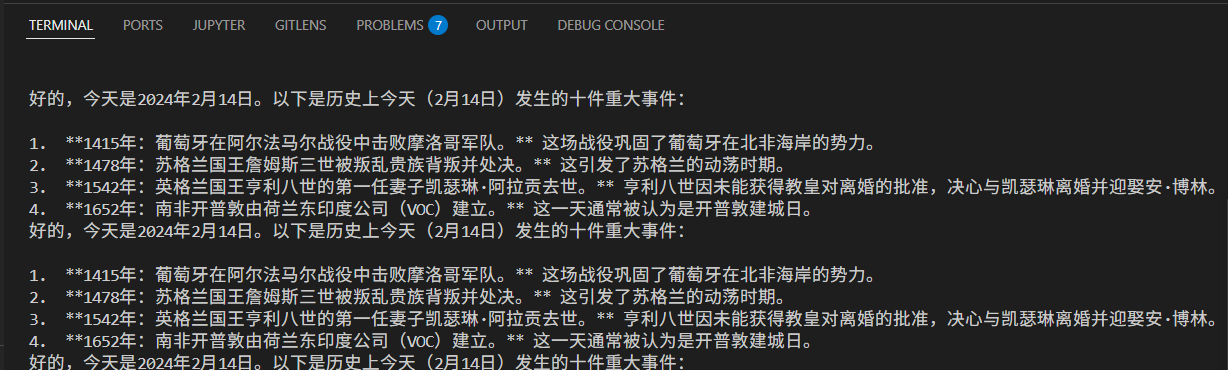 TERMINAL PORTS JUPYTER GITLENS PROBLEMS 7 OUTPUT DEBUG CONSOLE
好的，今天是2024年2月14日。以下是历史上今天（2月14日）发生的十件重大事件：
1. **1415年：葡萄牙在阿尔法马尔战役中击败摩洛哥军队。** 这场战役巩固了葡萄牙在北非海岸的势力。
2. **1478年：苏格兰国王詹姆斯三世被叛乱贵族背叛并处决。** 这引发了苏格兰的动荡时期。
3. **1542年：英格兰国王亨利八世的第一任妻子凯瑟琳·阿拉贡去世。** 亨利八世因未能获得教皇对离婚的批准，决心与凯瑟琳离婚并迎娶安·博林。
4. **1652年：南非开普敦由荷兰东印度公司（VOC）建立。** 这一天通常被认为是开普敦建城日。
好的，今天是2024年2月14日。以下是历史上今天（2月14日）发生的十件重大事件：
1. **1415年：葡萄牙在阿尔法马尔战役中击败摩洛哥军队。** 这场战役巩固了葡萄牙在北非海岸的势力。
2. **1478年：苏格兰国王詹姆斯三世被叛乱贵族背叛并处决。** 这引发了苏格兰的动荡时期。
3. **1542年：英格兰国王亨利八世的第一任妻子凯瑟琳·阿拉贡去世。** 亨利八世因未能获得教皇对离婚的批准，决心与凯瑟琳离婚并迎娶安·博林。
4. **1652年：南非开普敦由荷兰东印度公司（VOC）建立。** 这一天通常被认为是开普敦建城日。
好的，今天是2024年2月14日。以下是历史上今天（2月14日）发生的十件重大事件：